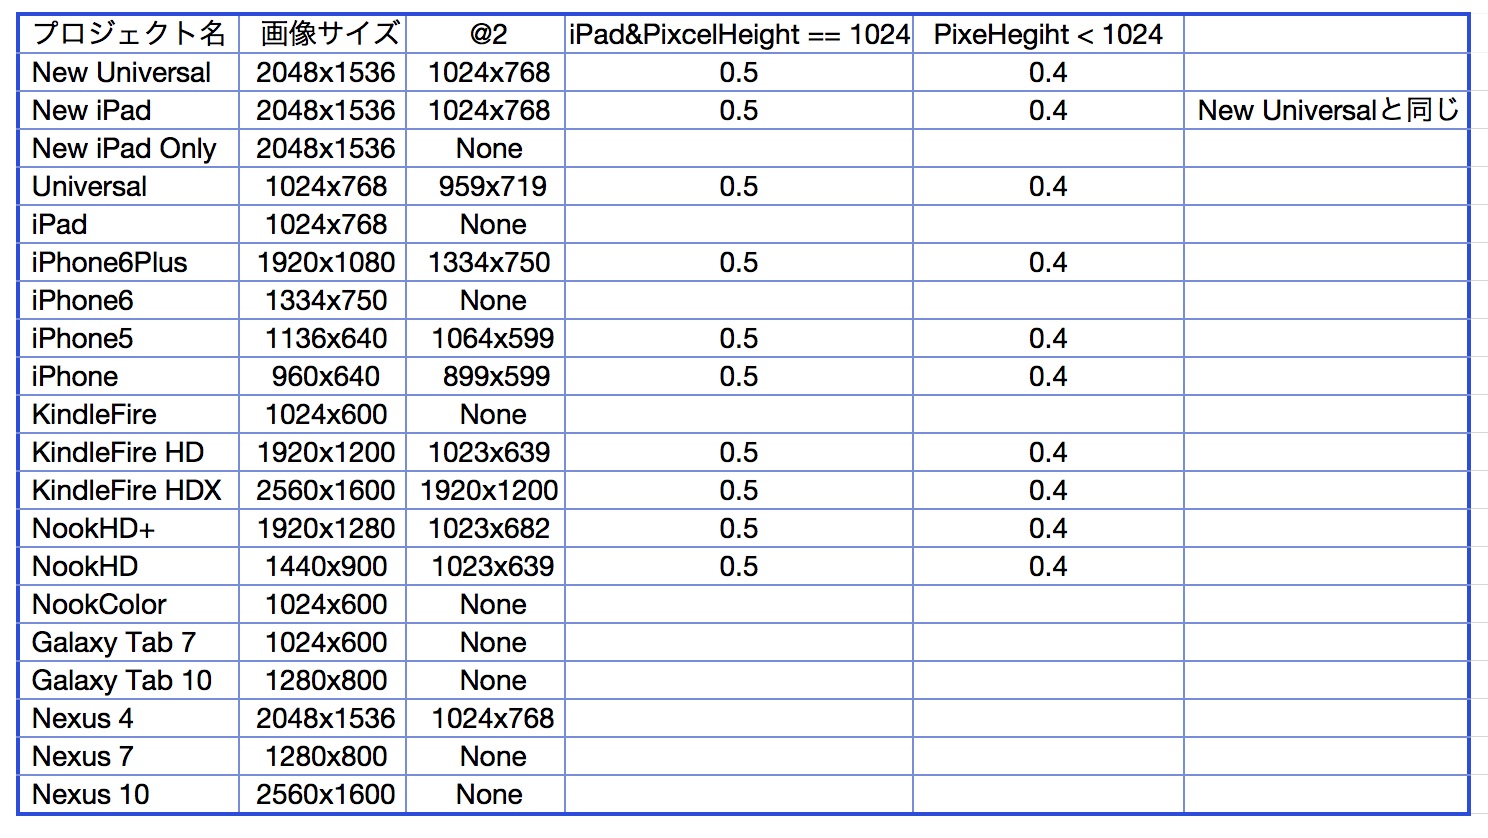 プロジェクト名 画像サイズ @2 iPad&PixcelHeight == 1024 PixeHegiht < 1024
New Universal 2048x1536 1024x768 0.5 0.4
New iPad 2048x1536 1024x768 0.5 0.4 New Universalと同じ
New iPad Only 2048x1536 None
Universal 1024x768 959x719 0.5 0.4
iPad 1024x768 None
iPhone6Plus 1920x1080 1334x750 0.5 0.4
iPhone6 1334x750 None
iPhone5 1136x640 1064x599 0.5 0.4
iPhone 960x640 899x599 0.5 0.4
KindleFire 1024x600 None
KindleFire HD 1920x1200 1023x639 0.5 0.4
KindleFire HDX 2560x1600 1920x1200 0.5 0.4
NookHD+ 1920x1280 1023x682 0.5 0.4
NookHD 1440x900 1023x639 0.5 0.4
NookColor 1024x600 None
Galaxy Tab 7 1024x600 None
Galaxy Tab 10 1280x800 None
Nexus 4 2048x1536 1024x768
Nexus 7 1280x800 None
Nexus 10 2560x1600 None